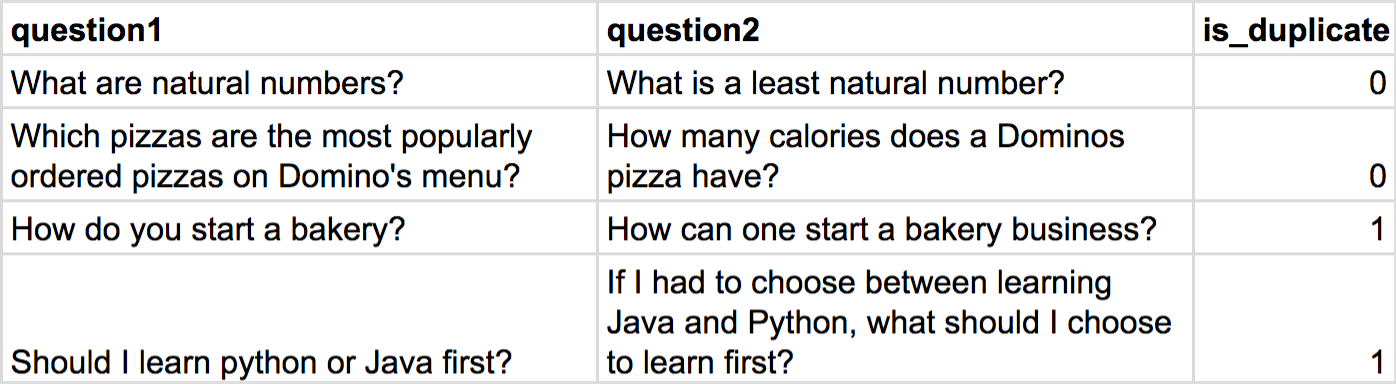 question1 question2 is_duplicate
What are natural numbers? What is a least natural number? 0
Which pizzas are the most popularly
ordered pizzas on Domino's menu?
How many calories does a Dominos
pizza have?
0
How do you start a bakery? How can one start a bakery business? 1
Should I learn python or Java first?
If I had to choose between learning
Java and Python, what should I choose
to learn first?
1